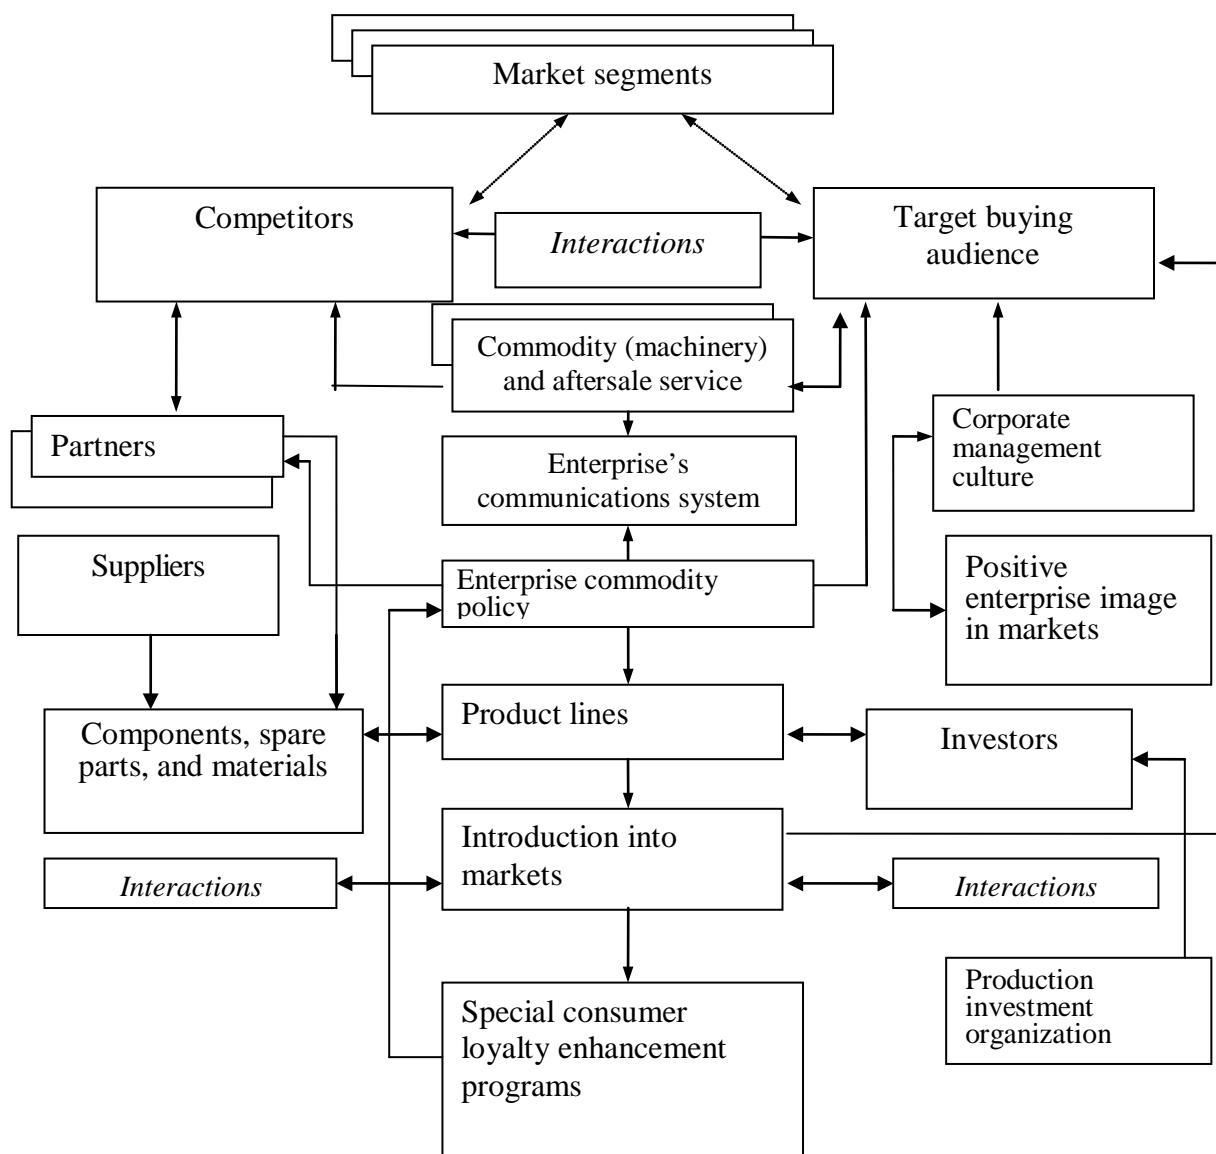 Market segments
Competitors
Interactions
Target buying
audience
Commodity (machinery)
and aftersale service
Partners
Corporate
management
culture
Enterprise’s
communications system
Suppliers
Enterprise commodity
policy
Positive
enterprise image
in markets
Components, spare
parts, and materials
Product lines
Investors
Introduction into
markets
Interactions
Interactions
Production
investment
organization
Special consumer
loyalty enhancement
programs